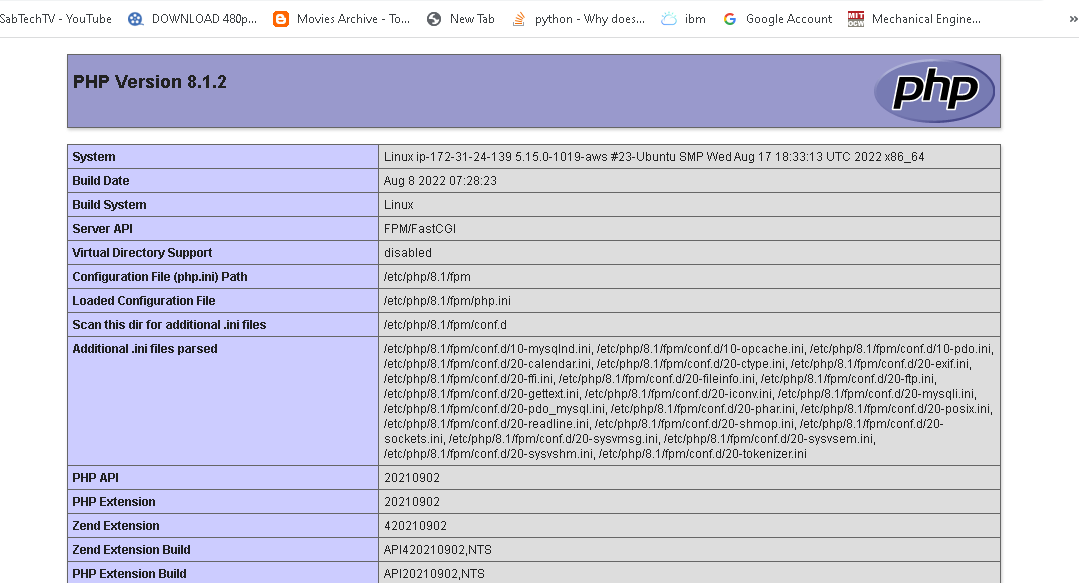 SabTechTV - YouTube DOWNLOAD 480p... Movies Archive - To... New Tab python - Why does... ibm Google Account MIT OCW Mechanical Engine... »
PHP Version 8.1.2 php
System Linux ip-172-31-24-139 5.15.0-1019-aws #23-Ubuntu SMP Wed Aug 17 18:33:13 UTC 2022 x86_64
Build Date Aug 8 2022 07:28:23
Build System Linux
Server API FPM/FastCGI
Virtual Directory Support disabled
Configuration File (php.ini) Path /etc/php/8.1/fpm
Loaded Configuration File /etc/php/8.1/fpm/php.ini
Scan this dir for additional .ini files /etc/php/8.1/fpm/conf.d
Additional .ini files parsed /etc/php/8.1/fpm/conf.d/10-mysqlnd.ini, /etc/php/8.1/fpm/conf.d/10-opcache.ini, /etc/php/8.1/fpm/conf.d/10-pdo.ini,
/etc/php/8.1/fpm/conf.d/20-calendar.ini, /etc/php/8.1/fpm/conf.d/20-ctype.ini, /etc/php/8.1/fpm/conf.d/20-exif.ini,
/etc/php/8.1/fpm/conf.d/20-ffi.ini, /etc/php/8.1/fpm/conf.d/20-fileinfo.ini, /etc/php/8.1/fpm/conf.d/20-ftp.ini,
/etc/php/8.1/fpm/conf.d/20-gettext.ini, /etc/php/8.1/fpm/conf.d/20-iconv.ini, /etc/php/8.1/fpm/conf.d/20-mysqli.ini,
/etc/php/8.1/fpm/conf.d/20-pdo_mysql.ini, /etc/php/8.1/fpm/conf.d/20-phar.ini, /etc/php/8.1/fpm/conf.d/20-posix.ini,
/etc/php/8.1/fpm/conf.d/20-readline.ini, /etc/php/8.1/fpm/conf.d/20-shmop.ini, /etc/php/8.1/fpm/conf.d/20-
sockets.ini, /etc/php/8.1/fpm/conf.d/20-sysvmsg.ini, /etc/php/8.1/fpm/conf.d/20-sysvsem.ini,
/etc/php/8.1/fpm/conf.d/20-sysvshm.ini, /etc/php/8.1/fpm/conf.d/20-tokenizer.ini
PHP API 20210902
PHP Extension 20210902
Zend Extension 420210902
Zend Extension Build API420210902,NTS
PHP Extension Build API20210902,NTS